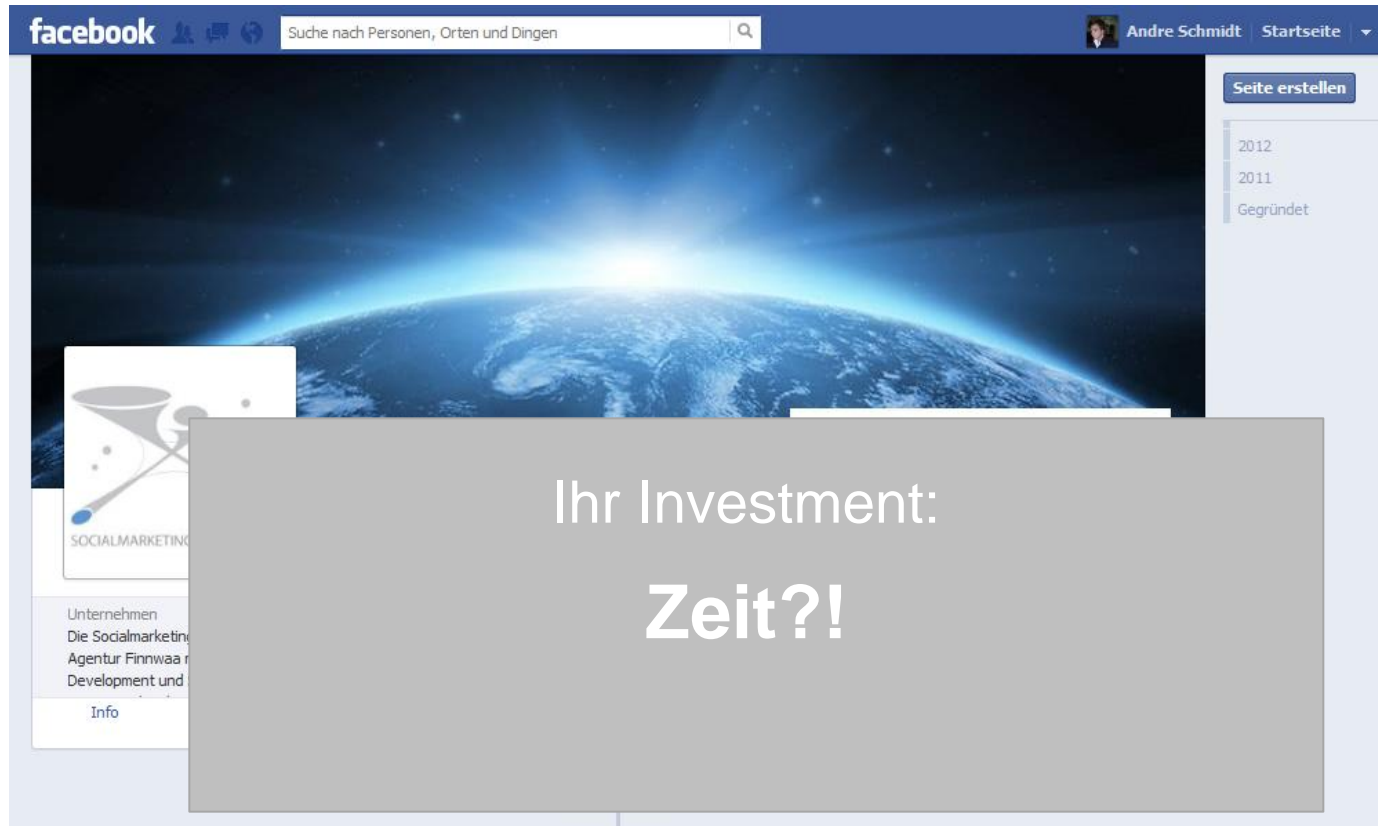 facebook
Suche nach Personen, Orten und Dingen
Andre Schmidt Startseite
Seite erstellen
2012
2011
Gegründet
SOCIALMARKETING
Ihr Investment:
Zeit?!
Unternehmen
Die Socialmarketing
Agentur Finnwaa
Development und
Info